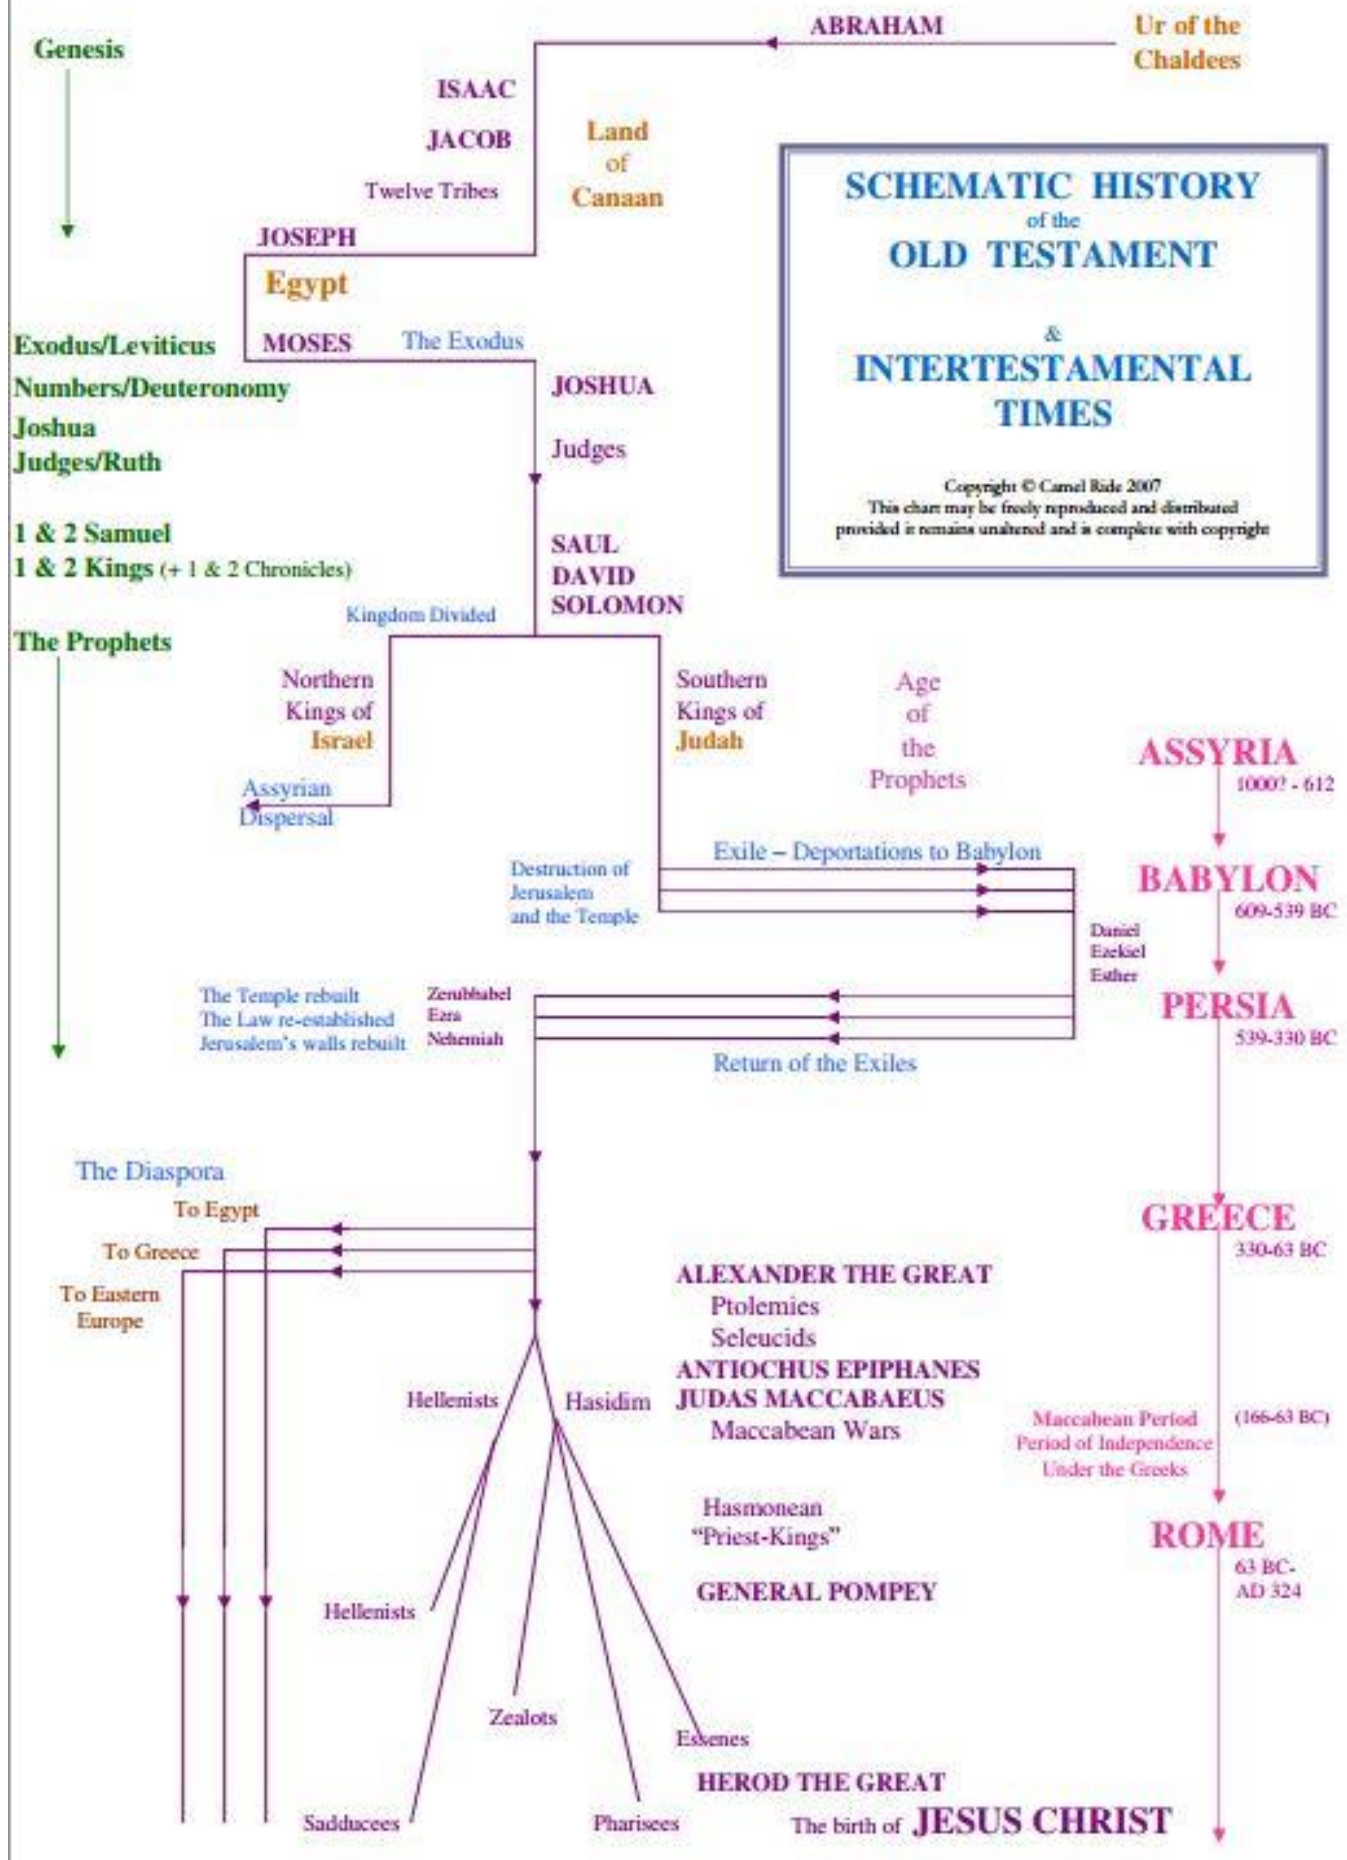 Genesis
ABRAHAM
Ur of the
Chaldees
ISAAC
JACOB
Twelve Tribes
Land
of
Canaan
SCHEMATIC HISTORY
of the
OLD TESTAMENT
&
INTERTESTAMENTAL
TIMES
Copyright © Camel Ride 2007
This chart may be freely reproduced and distributed
provided it remains unaltered and is complete with copyright
JOSEPH
Egypt
Exodus/Leviticus
MOSES
The Exodus
Numbers/Deuteronomy
JOSHUA
Joshua
Judges/Ruth
Judges
1 & 2 Samuel
1 & 2 Kings (+ 1 & 2 Chronicles)
SAUL
DAVID
SOLOMON
Kingdom Divided
The Prophets
Northern
Kings of
Israel
Southern
Kings of
Judah
Age
of
the
Prophets
ASSYRIA
1000? - 612
Assyrian
Dispersal
Exile – Deportations to Babylon
Destruction of
Jerusalem
and the Temple
BABYLON
609-539 BC
Daniel
Ezekiel
Esther
The Temple rebuilt
The Law re-established
Jerusalem's walls rebuilt
Zerubbabel
Ezra
Nehemiah
PERSIA
539-330 BC
Return of the Exiles
The Diaspora
To Egypt
To Greece
To Eastern
Europe
GREECE
330-63 BC
ALEXANDER THE GREAT
Ptolemies
Seleucids
ANTIOCHUS EPIPHANES
JUDAS MACCABAEUS
Maccabean Wars
Hellenists
Hasidim
Maccabean Period
Period of Independence
Under the Greeks
(166-63 BC)
Hasmonean
“Priest-Kings”
ROME
63 BC-
AD 324
GENERAL POMPEY
Hellenists
Zealots
Essenes
HEROD THE GREAT
Sadducees
Pharisees
The birth of JESUS CHRIST